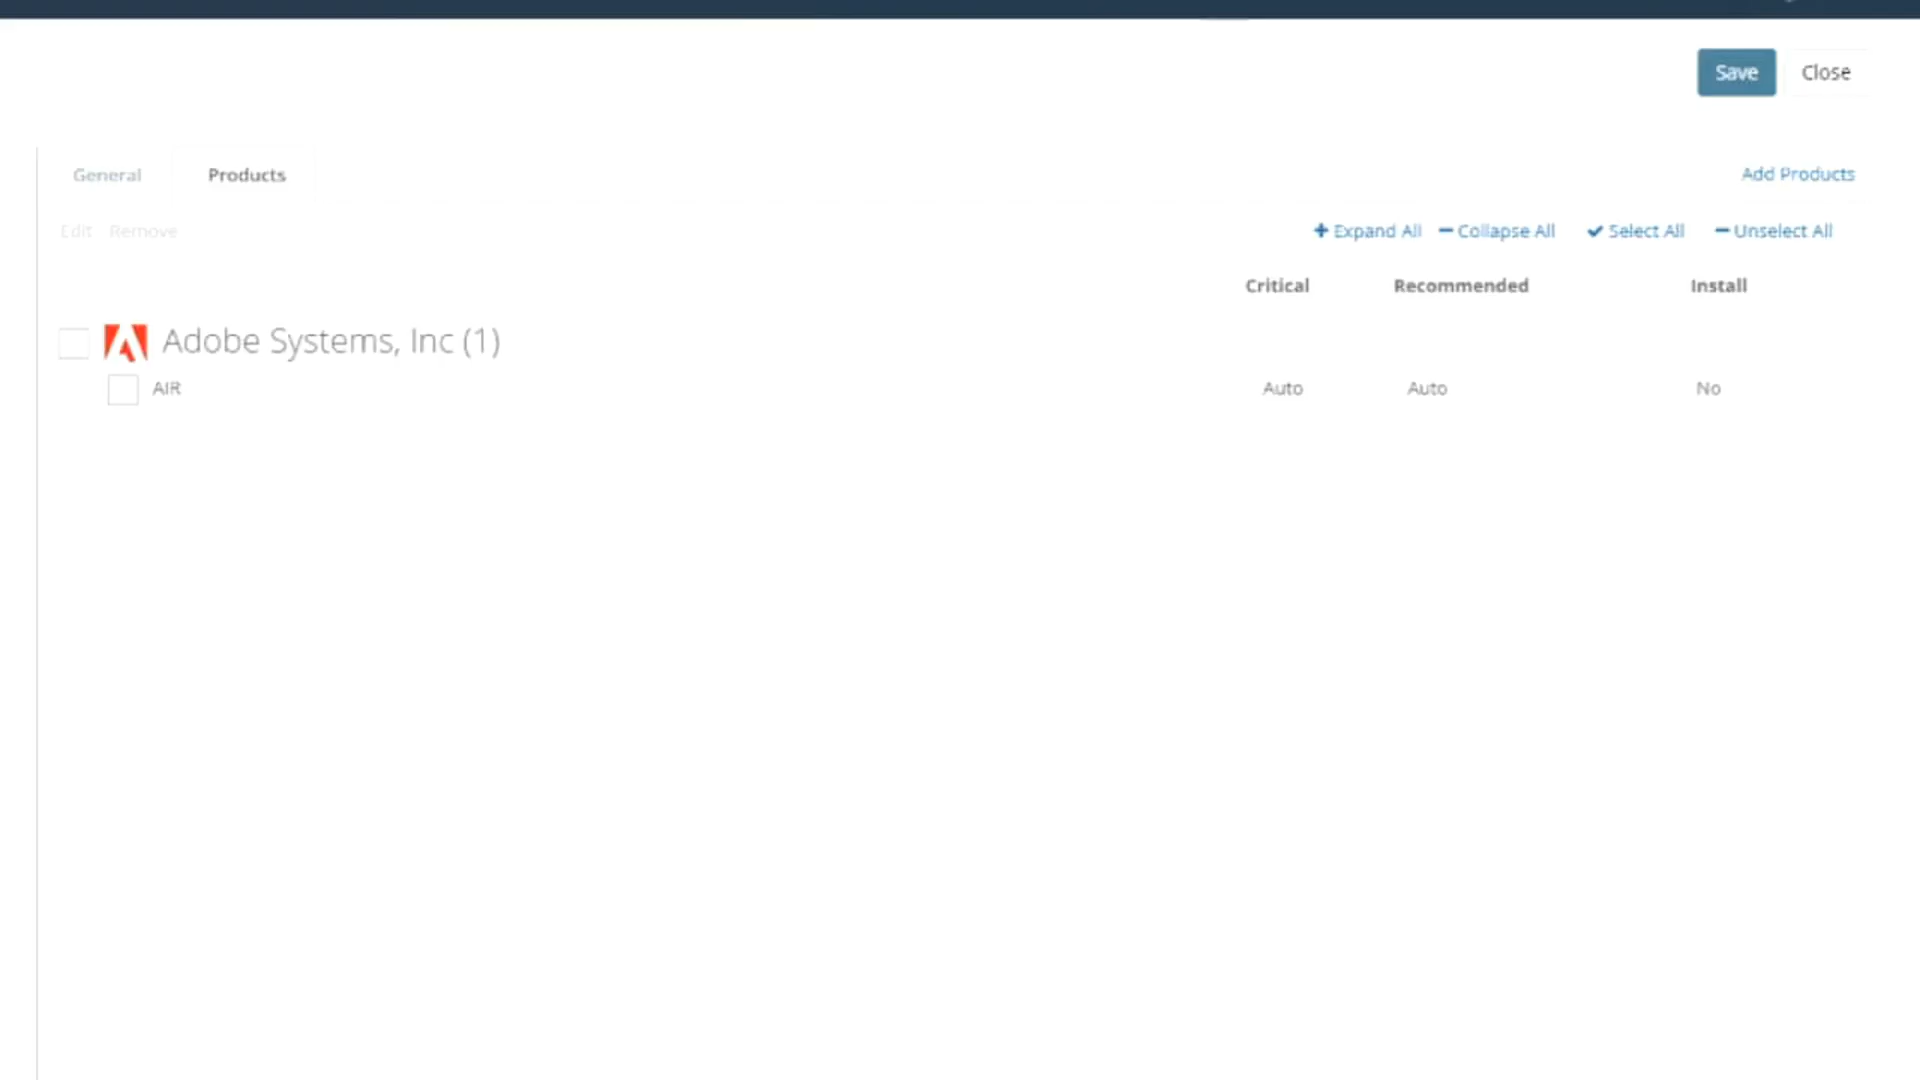 Save Close
General Products Add Products
Edit Remove Expand All Collapse All Select All Unselect All
Critical Recommended Install
Adobe Systems, Inc (1)
AIR Auto Auto No